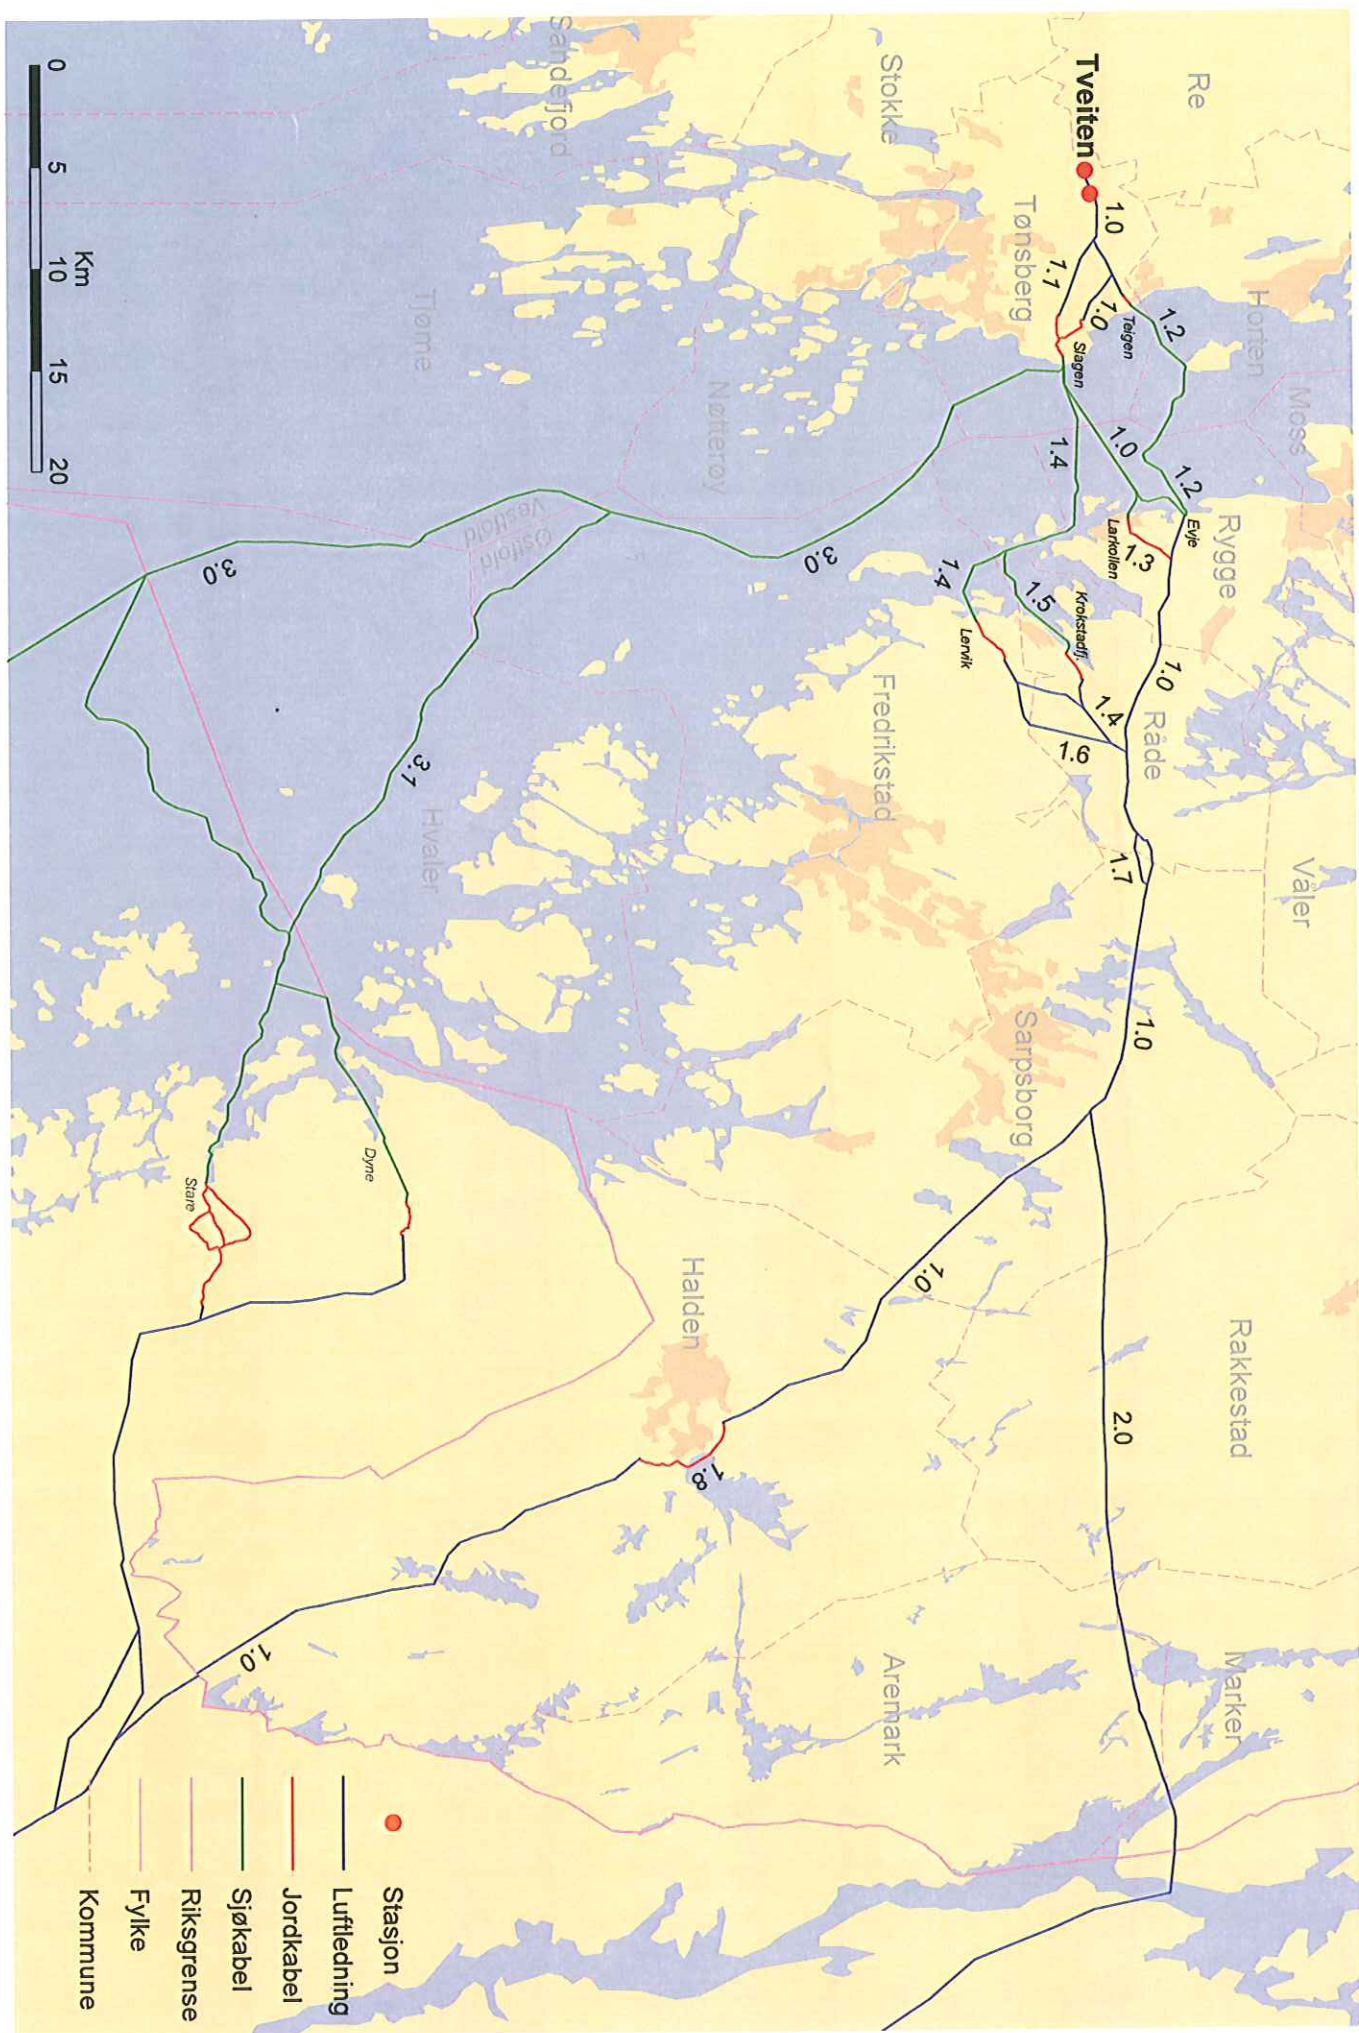 Re
Horten
Moss
Rygge
Våler
Rakkestad
Marker
Stokke
Tveiten
1.0
Tønsberg
1.1
1.0
Teigen
1.2
Slagen
1.0
1.2
Evje
1.4
Larkollen
1.3
1.4
1.5
Krokstadfj.
Lervik
1.0
Råde
1.4
1.6
1.7
1.0
Sarpsborg
2.0
Sandefjord
Tjøme
Nøtterøy
Vestfold
Østfold
3.0
3.0
Fredrikstad
3.1
Hvaler
1.0
Halden
1.8
Aremark
1.0
Dyne
Stare
0
5
10
15
20
Km
Stasjon
Luftledning
Jordkabel
Sjøkabel
Riksgrense
Fylke
Kommune